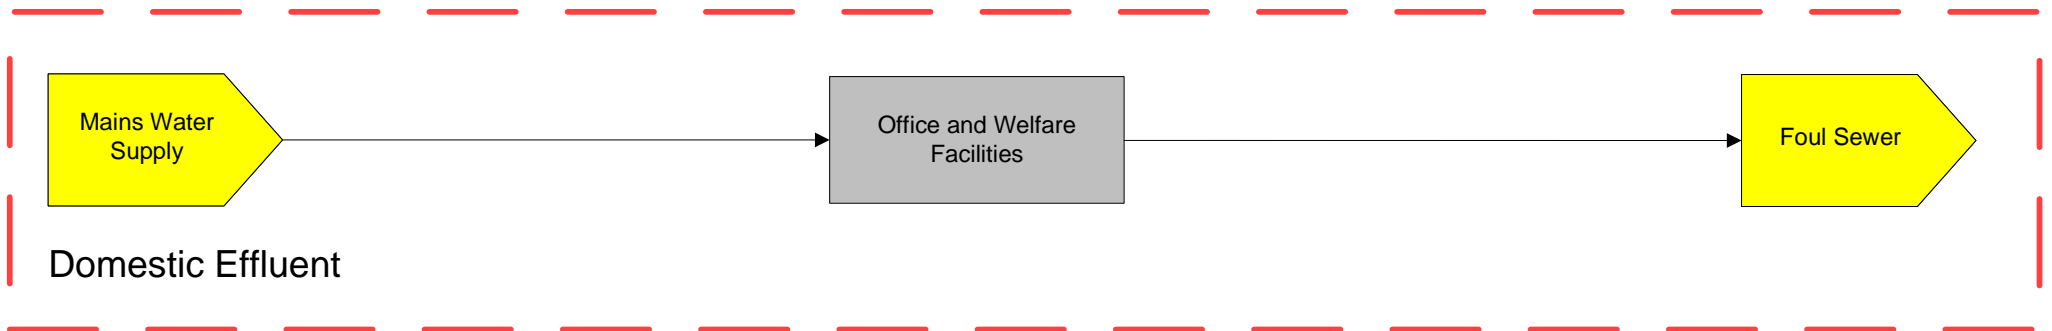 Mains Water
Supply
Office and Welfare
Facilities
Foul Sewer
Domestic Effluent